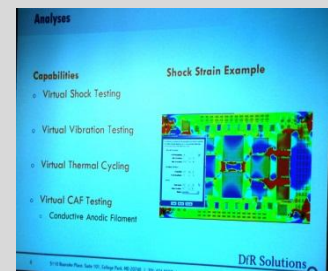 Analyses
Capabilities
Shock Strain Example
Virtual Shock Testing
Virtual Vibration Testing
Virtual Thermal Cycling
Virtual CAF Testing
Conductive Anodic Filament
DfR Solutions